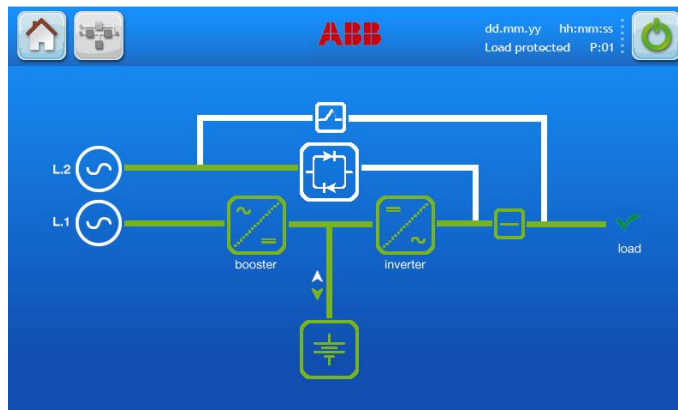 ABB
dd.mm.yy hh:mm:ss
Load protected P:01
L.2
L.1
booster
inverter
load